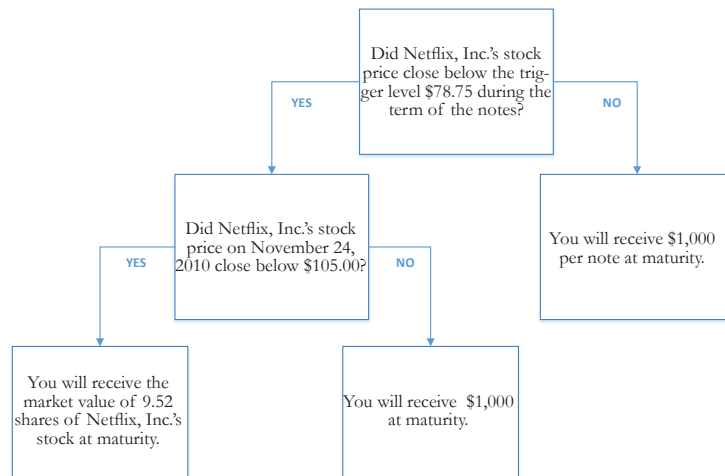 Did Netflix, Inc.'s stock
price close below the trig-
ger level $78.75 during the
term of the notes?
YES
NO
Did Netflix, Inc.'s stock
price on November 24,
2010 close below $105.00?
You will receive $1,000
per note at maturity.
YES
NO
You will receive the
market value of 9.52
shares of Netflix, Inc.'s
stock at maturity.
You will receive $1,000
at maturity.